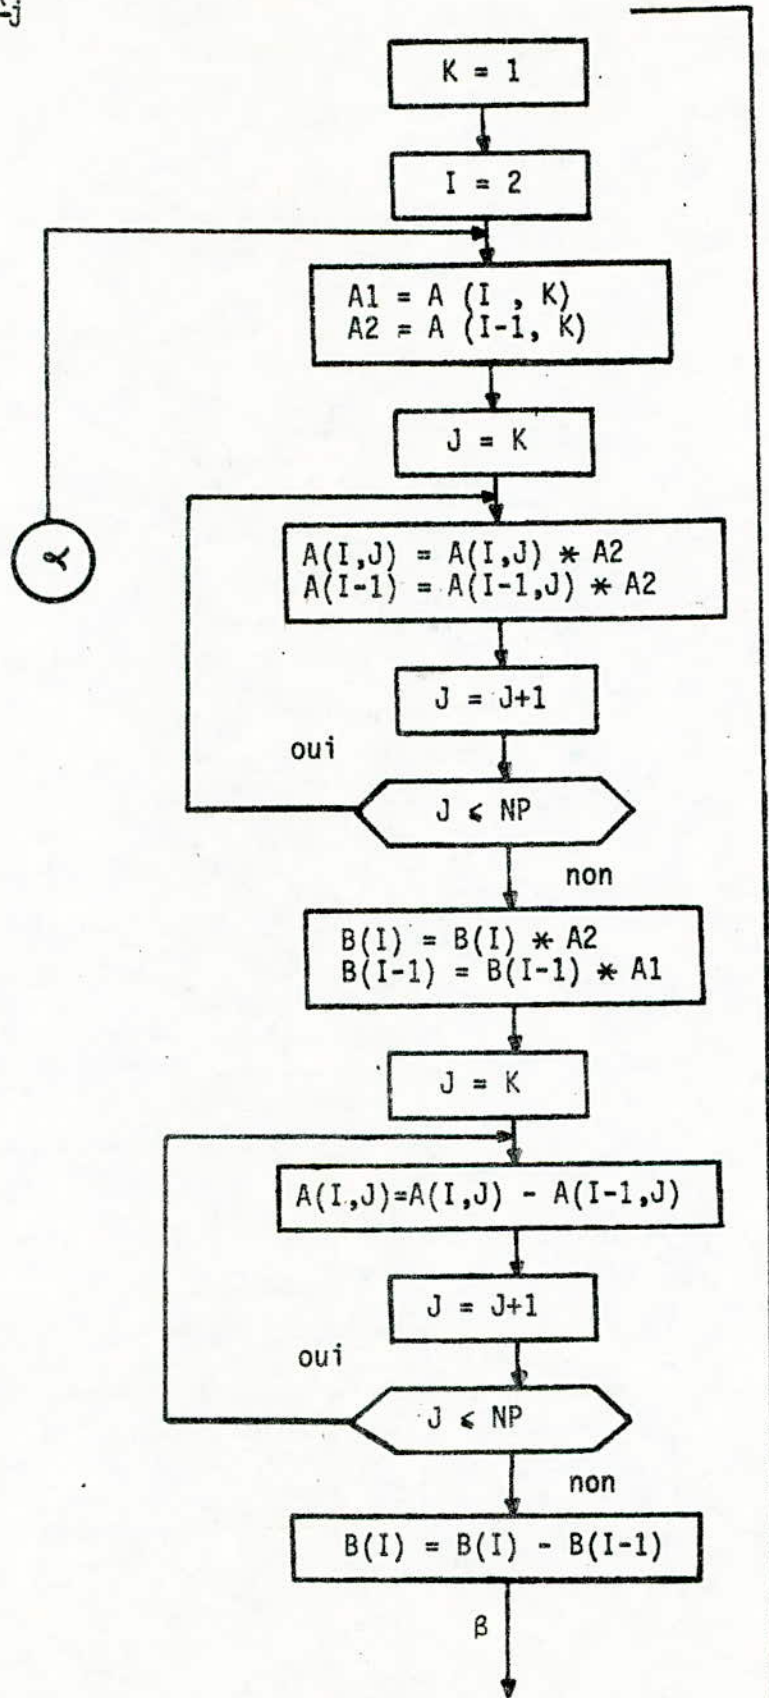 K = 1
I = 2
A1 = A (I , K)
A2 = A (I-1, K)
J = K
A(I,J) = A(I,J) * A2
A(I-1) = A(I-1,J) * A2
J = J+1
oui
J ⩽ NP
non
B(I) = B(I) * A2
B(I-1) = B(I-1) * A1
J = K
A(I,J)=A(I,J) - A(I-1,J)
J = J+1
oui
J ⩽ NP
non
B(I) = B(I) - B(I-1)
β